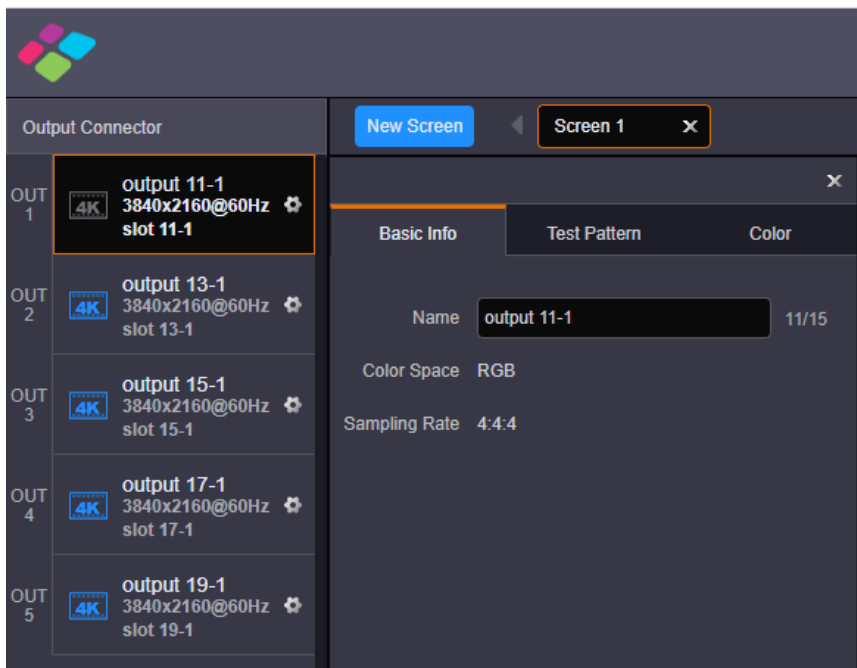 Output Connector
New Screen
Screen 1
OUT
1
4K
output 11-1
3840x2160@60Hz
slot 11-1
OUT
2
4K
output 13-1
3840x2160@60Hz
slot 13-1
OUT
3
4K
output 15-1
3840x2160@60Hz
slot 15-1
OUT
4
4K
output 17-1
3840x2160@60Hz
slot 17-1
OUT
5
4K
output 19-1
3840x2160@60Hz
slot 19-1
Basic Info
Test Pattern
Color
Name
output 11-1
11/15
Color Space RGB
Sampling Rate 4:4:4